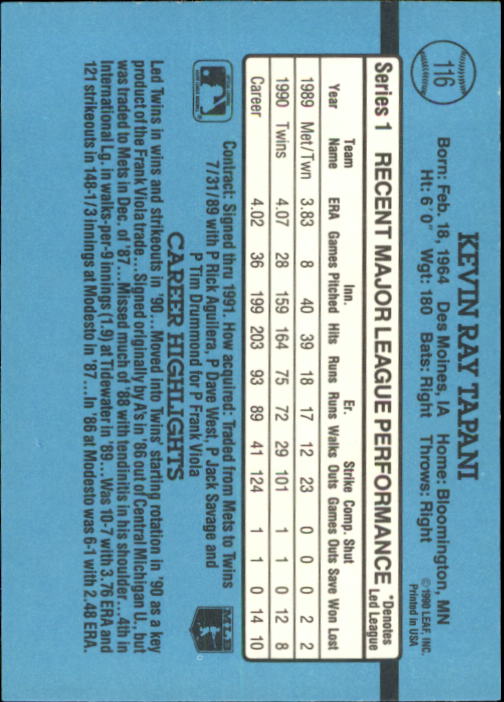 116
KEVIN RAY TAPANI
Born: Feb. 18, 1964 Des Moines, IA Home: Bloomington, MN
Ht: 6' 0" Wgt: 180 Bats: Right Throws: Right
©1990 LEAF, INC.
Printed in USA
Series 1 RECENT MAJOR LEAGUE PERFORMANCE *Denotes Led League
Team Inn. Er. Strike Comp. Shut
Year Name ERA Games Pitched Hits Runs Runs Walks Outs Games Outs Save Won Lost
1989 Met/Twn 3.83 8 40 39 18 17 12 23 0 0 0 2 2
1990 Twins 4.07 28 159 164 75 72 29 101 1 1 0 12 8
Career 4.02 36 199 203 93 89 41 124 1 1 0 14 10
Contract: Signed thru 1991. How acquired: Traded from Mets to Twins
7/31/89 with P Rick Aguilera, P Dave West, P Jack Savage and
P Tim Drummond for P Frank Viola
MLB
CAREER HIGHLIGHTS
Led Twins in wins and strikeouts in '90...Moved into Twins' starting rotation in '90 as a key
product of the Frank Viola trade...Signed originally by A's in '86 out of Central Michigan U., but
was traded to Mets in Dec. of '87...Missed much of '88 with tendinitis in his shoulder...4th in
International Lg. in walks-per-9 innings (1.9) at Tidewater in '89...Was 10-7 with 3.76 ERA and
121 strikeouts in 148-1/3 innings at Modesto in '87...In '86 at Modesto was 6-1 with 2.48 ERA.